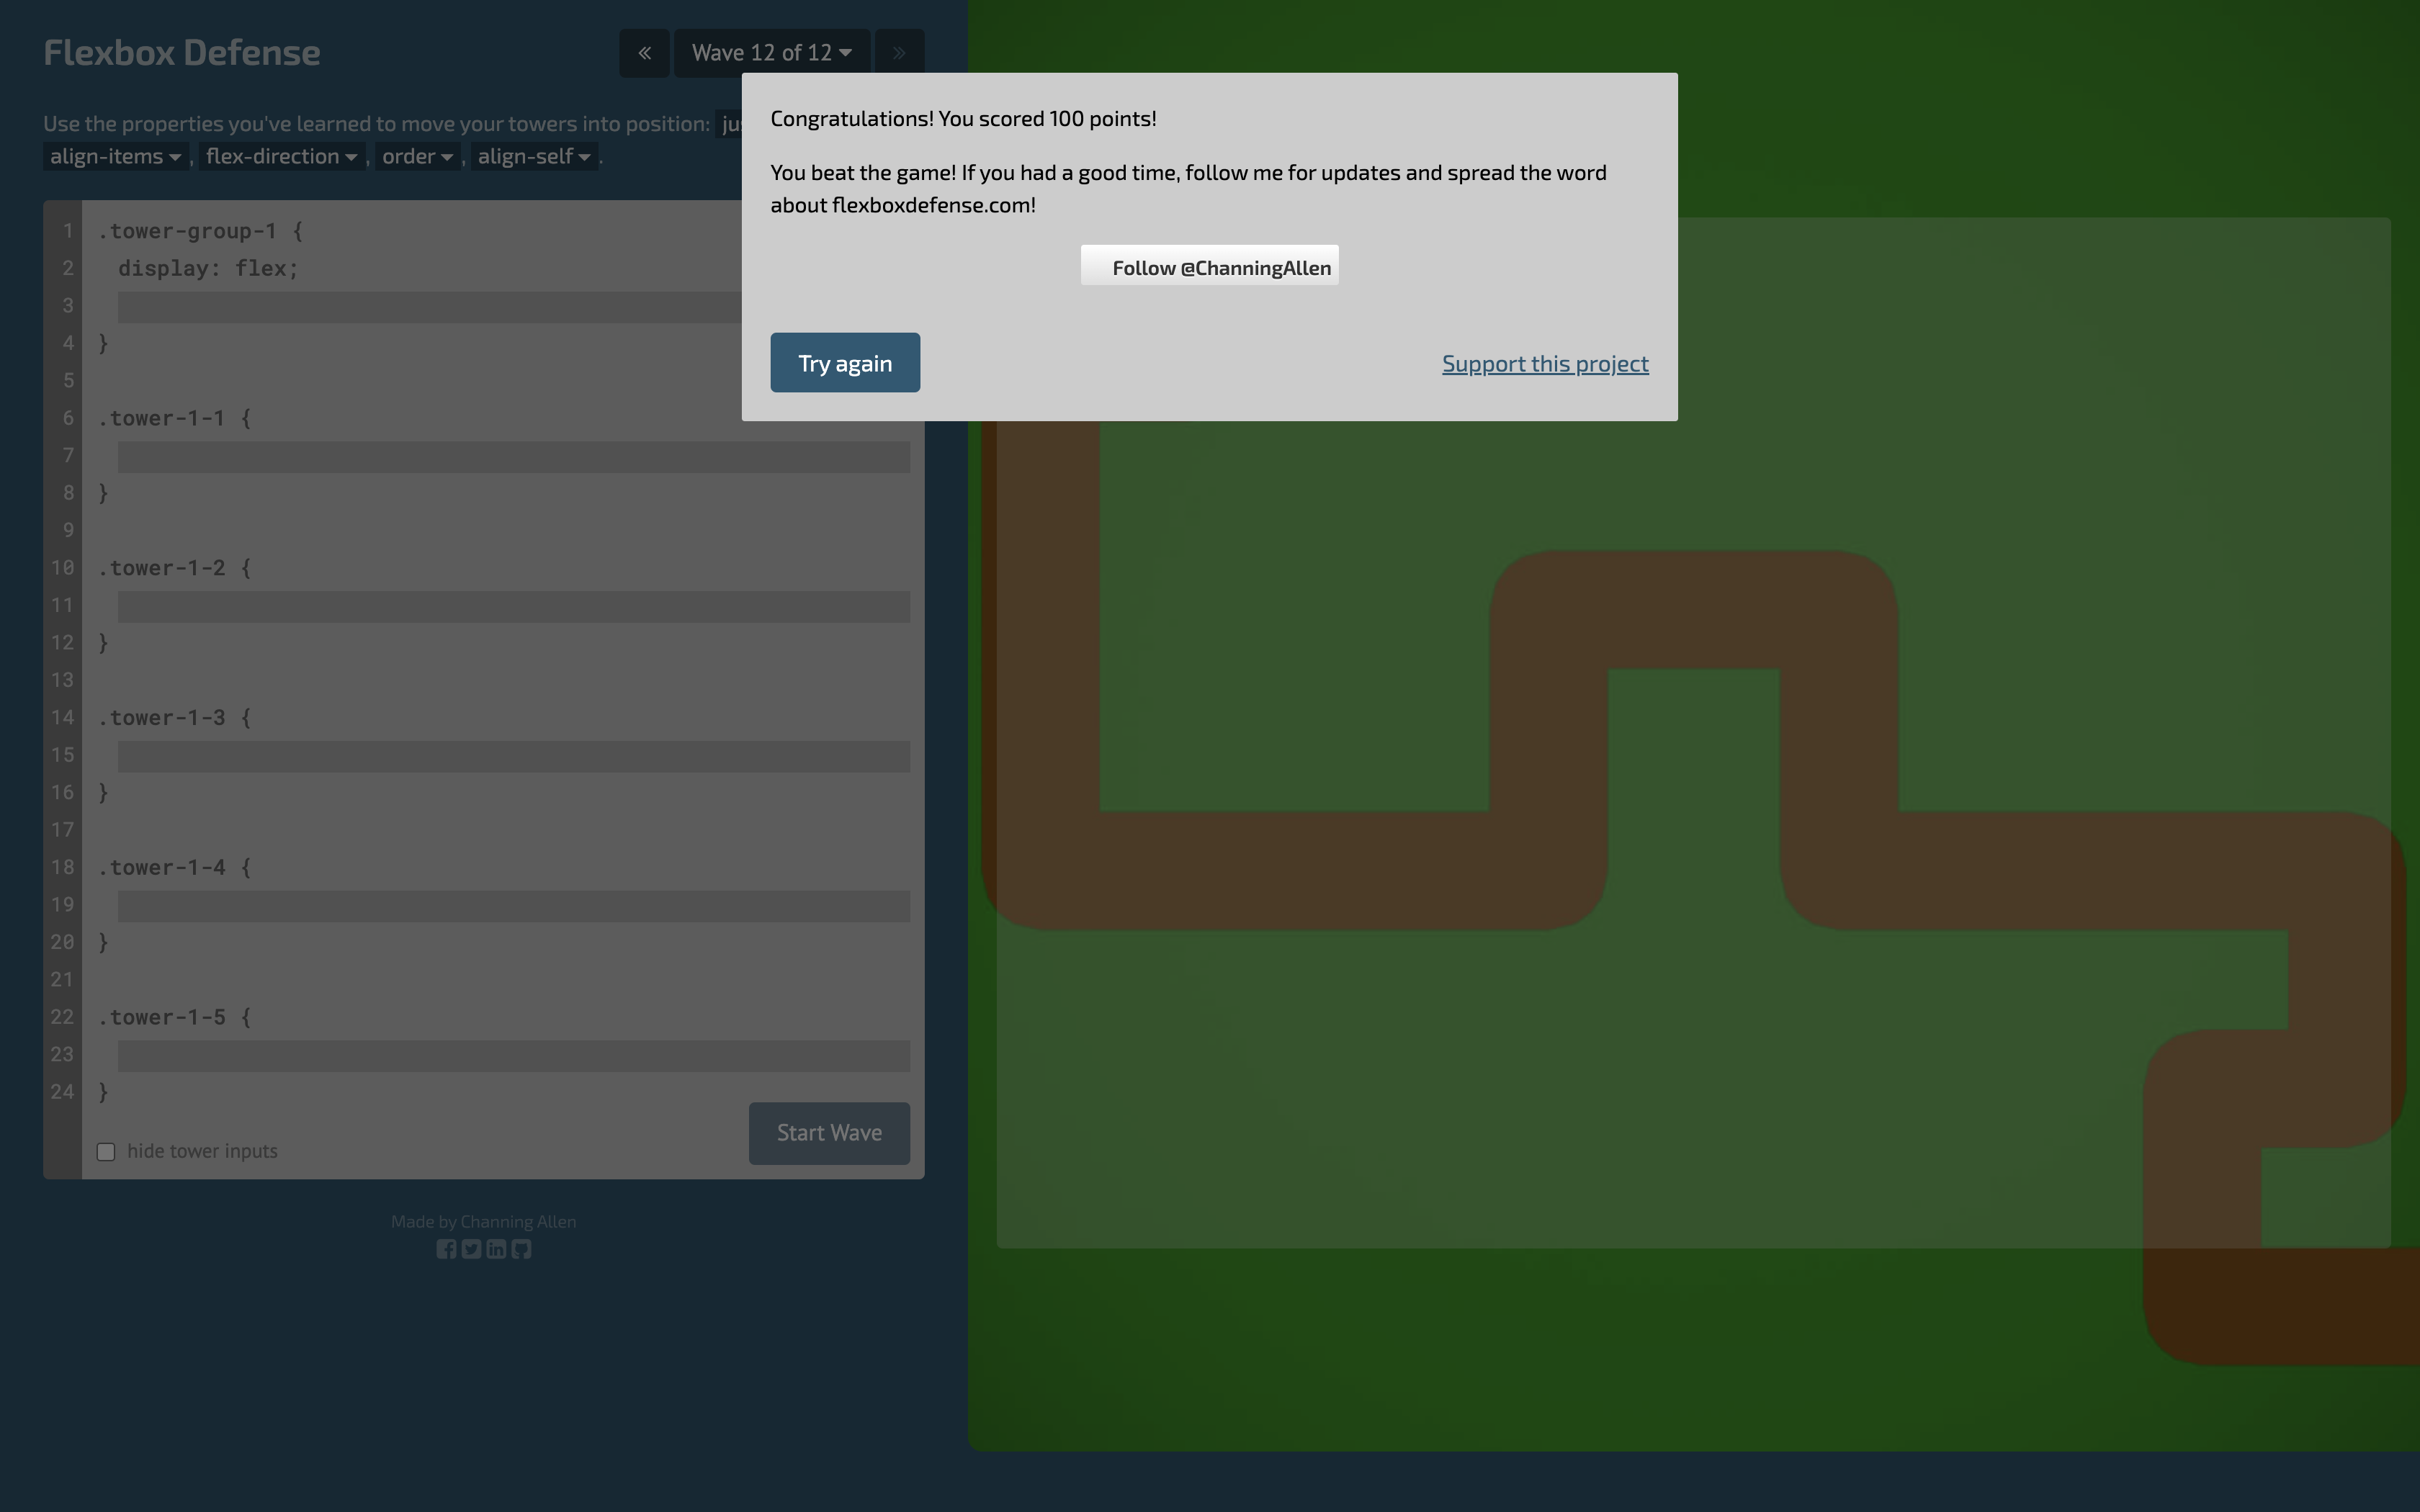 Flexbox Defense
« Wave 12 of 12 »
Use the properties you've learned to move your towers into position:
align-items , flex-direction , order , align-self .
Congratulations! You scored 100 points!
You beat the game! If you had a good time, follow me for updates and spread the word
about flexboxdefense.com!
Follow @ChanningAllen
Try again
Support this project
1 .tower-group-1 {
2 display: flex;
3
4 }
5
6 .tower-1-1 {
7
8 }
9
10 .tower-1-2 {
11
12 }
13
14 .tower-1-3 {
15
16 }
17
18 .tower-1-4 {
19
20 }
21
22 .tower-1-5 {
23
24 }
hide tower inputs
Start Wave
Made by Channing Allen